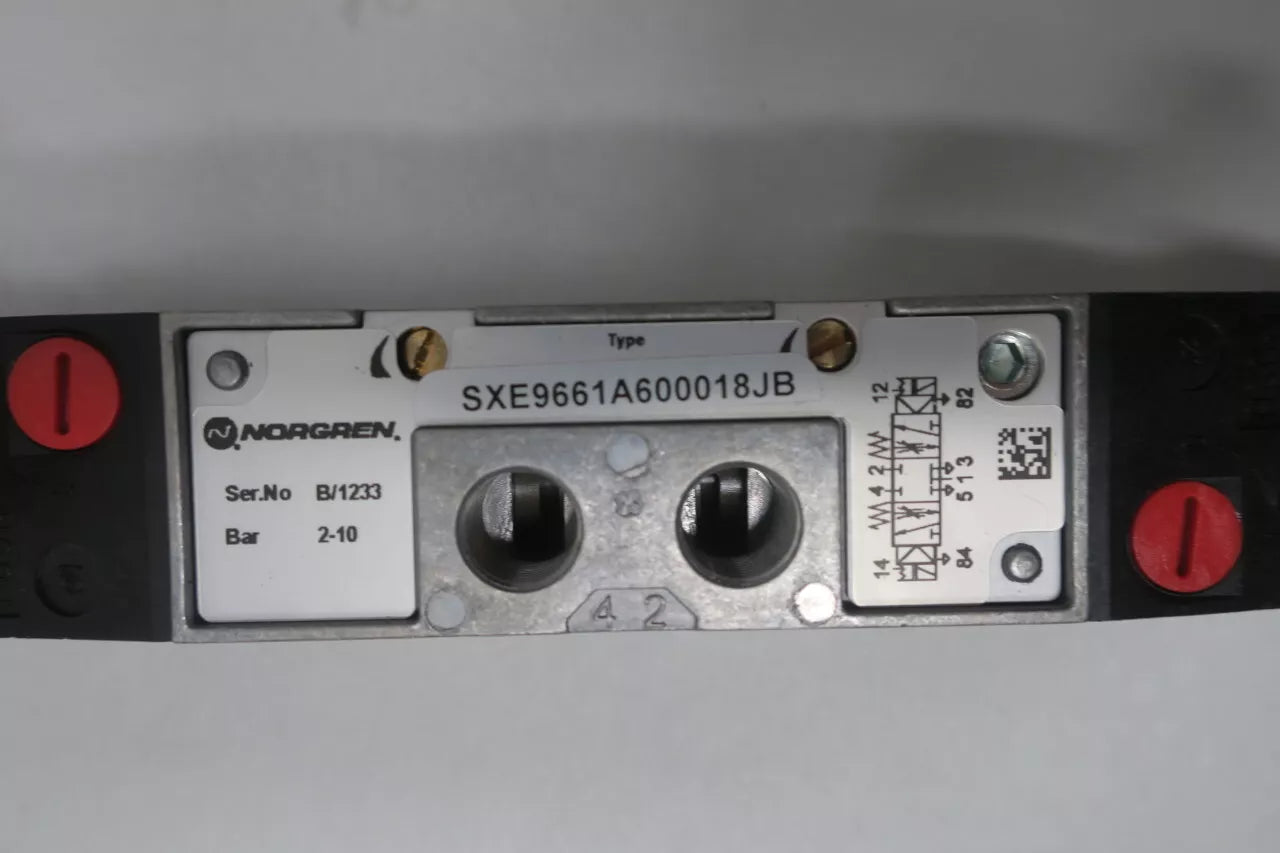 Type
SXE9661A600018JB
NORGREN.
Ser.No B/1233
Bar 2-10
12 82
2 3
4 1
5
14 84
4 2